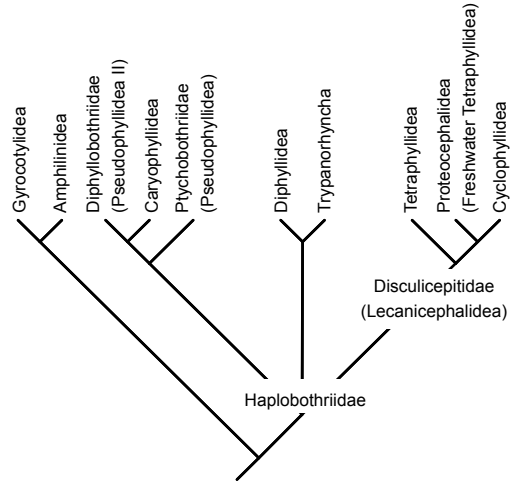 Gyrocotylidea
Amphilinidea
Diphyllobothriidae
(Pseudophyllidea II)
Caryophyllidea
Ptychobothriidae
(Pseudophyllidea)
Diphyllidea
Trypanorhyncha
Tetraphyllidea
Proteocephalidea
(Freshwater Tetraphyllidea)
Cyclophyllidea
Disculicepitidae
(Lecanicephalidea)
Haplobothriidae